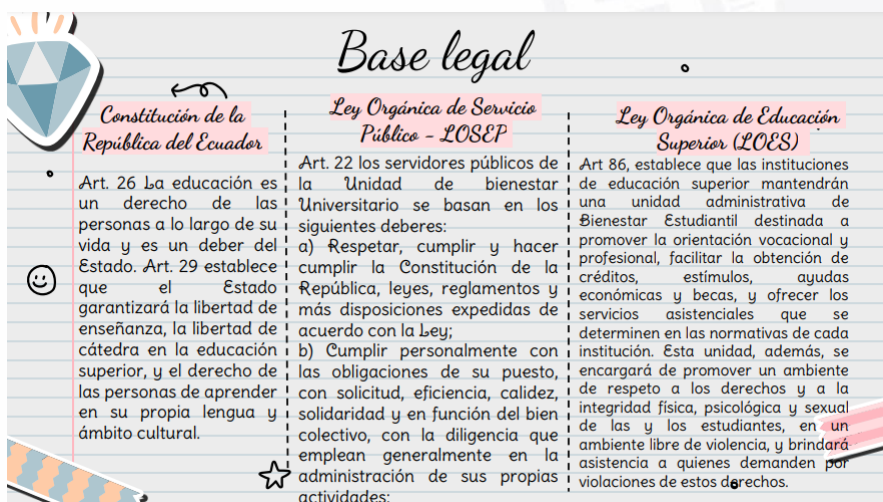 Base legal
Constitución de la
República del Ecuador
Art. 26 La educación es
un derecho de las
personas a lo largo de su
vida y es un deber del
Estado. Art. 29 establece
que el Estado
garantizará la libertad de
enseñanza, la libertad de
cátedra en la educación
superior, y el derecho de
las personas de aprender
en su propia lengua y
ámbito cultural.
Ley Orgánica de Servicio
Público - LOSEP
Art. 22 los servidores públicos de
la Unidad de bienestar
Universitario se basan en los
siguientes deberes:
a) Respetar, cumplir y hacer
cumplir la Constitución de la
República, leyes, reglamentos y
más disposiciones expedidas de
acuerdo con la Ley;
b) Cumplir personalmente con
las obligaciones de su puesto,
con solicitud, eficiencia, calidez,
solidaridad y en función del bien
colectivo, con la diligencia que
emplean generalmente en la
administración de sus propias
actividades;
Ley Orgánica de Educación
Superior (LOES)
Art 86, establece que las instituciones
de educación superior mantendrán
una unidad administrativa de
Bienestar Estudiantil destinada a
promover la orientación vocacional y
profesional, facilitar la obtención de
créditos, estímulos, ayudas
económicas y becas, y ofrecer los
servicios asistenciales que se
determinen en las normativas de cada
institución. Esta unidad, además, se
encargará de promover un ambiente
de respeto a los derechos y a la
integridad física, psicológica y sexual
de las y los estudiantes, en un
ambiente libre de violencia, y brindará
asistencia a quienes demanden por
violaciones de estos derechos.